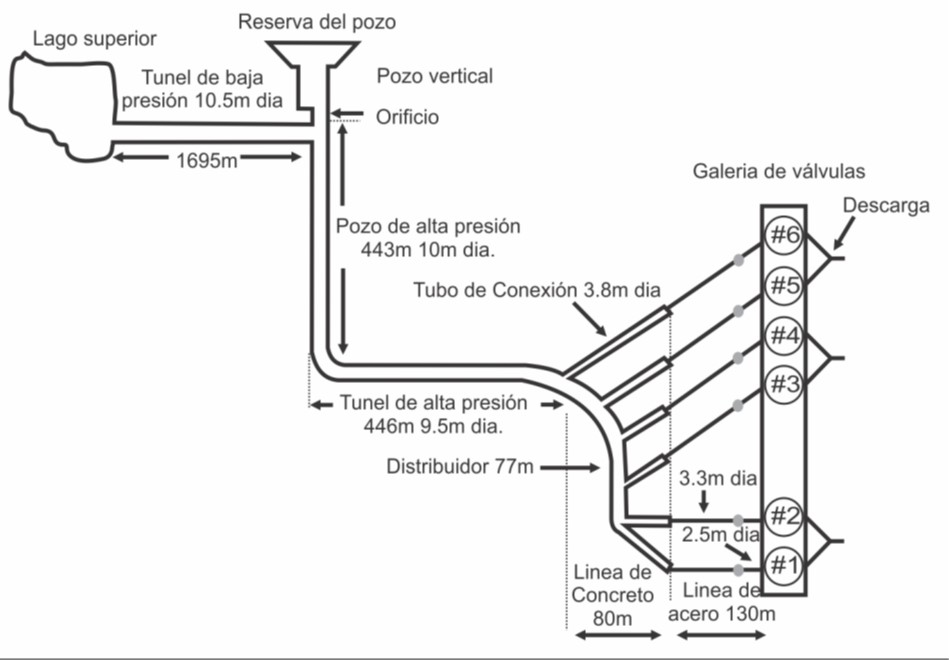 Reserva del pozo
Lago superior
Tunel de baja
presión 10.5m dia
Pozo vertical
Orificio
1695m
Galeria de válvulas
Descarga
Pozo de alta presión
443m 10m dia.
#6
#5
#4
#3
Tubo de Conexión 3.8m dia
Tunel de alta presión
446m 9.5m dia.
Distribuidor 77m
3.3m dia
#2
2.5m dia
#1
Linea de
Concreto
80m
Linea de
acero 130m